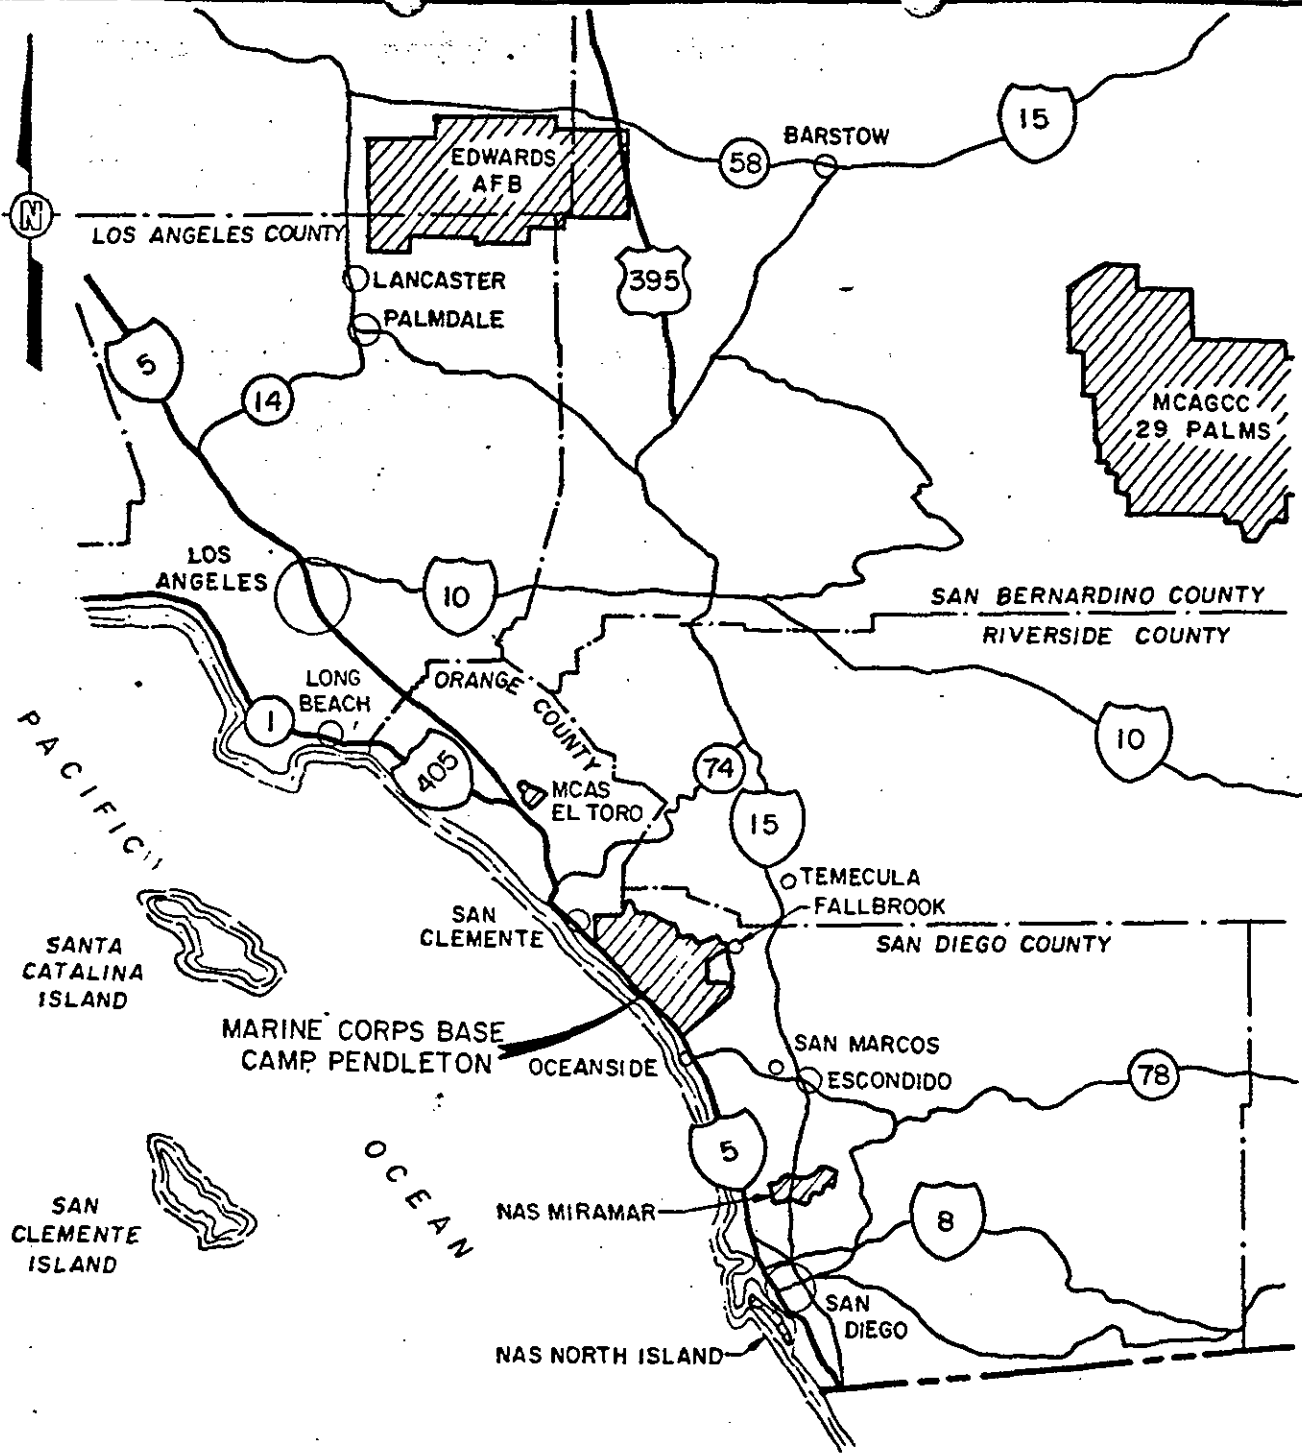 15
BARSTOW
58
EDWARDS
AFB
N
LOS ANGELES COUNTY
LANCASTER
395
PALMDALE
5
14
MCAGCC
29 PALMS
LOS
ANGELES
10
SAN BERNARDINO COUNTY
RIVERSIDE COUNTY
LONG
BEACH
ORANGE
COUNTY
1
405
74
10
PACIFIC
MCAS
EL TORO
15
TEMECULA
FALLBROOK
SAN
CLEMENTE
SAN DIEGO COUNTY
SANTA
CATALINA
ISLAND
MARINE CORPS BASE
CAMP PENDLETON
OCEANSIDE
SAN MARCOS
ESCONDIDO
78
OCEAN
5
SAN
CLEMENTE
ISLAND
NAS MIRAMAR
8
SAN
DIEGO
NAS NORTH ISLAND